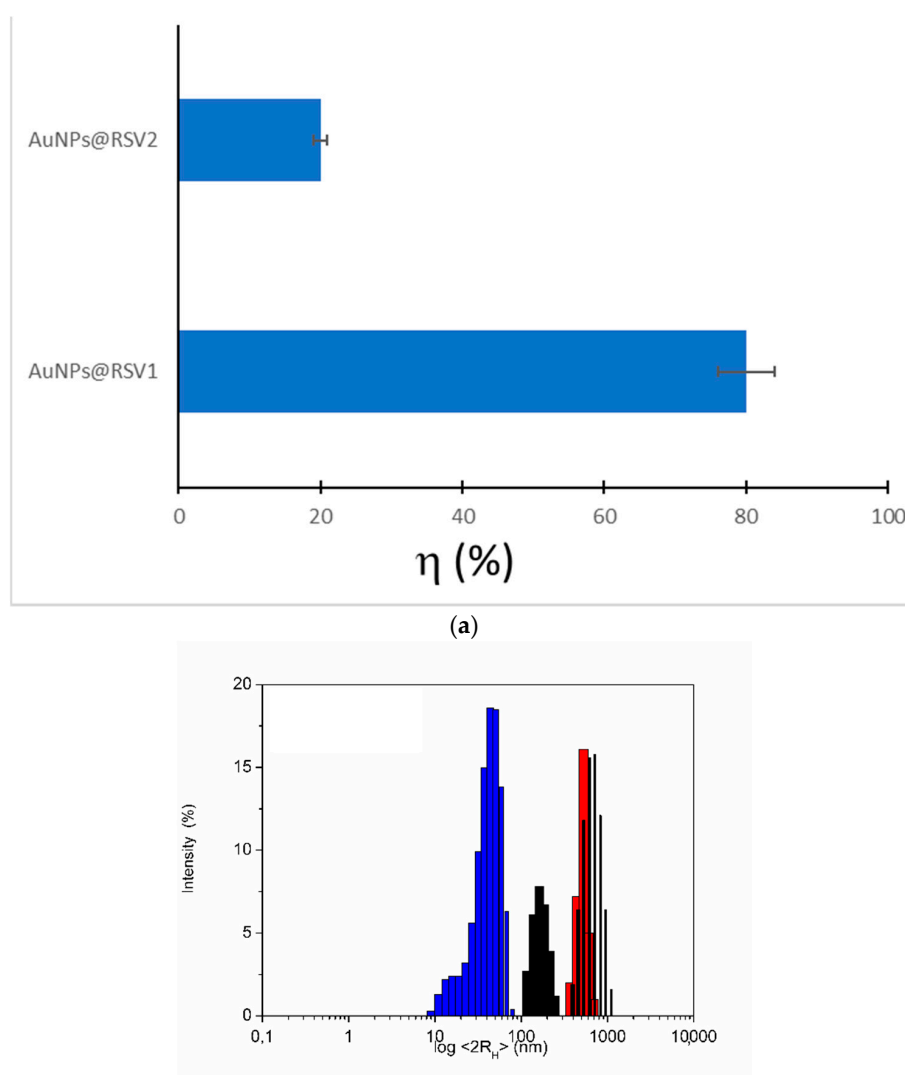 AuNPs@RSV2
AuNPs@RSV1
0 20 40 60 80 100
η (%)
(a)
20
15
10
5
0
Intensity (%)
0,1 1 10 100 1000 10,000
log <2R_H> (nm)